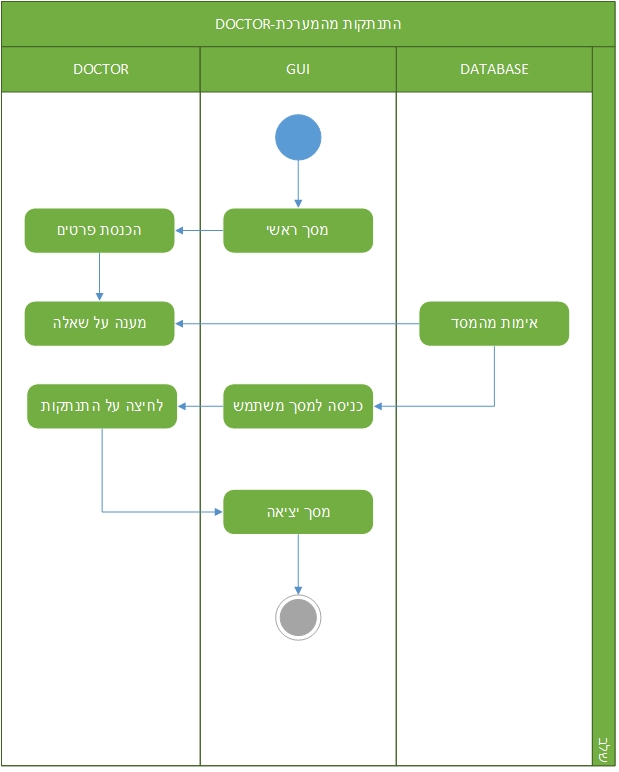 התנתקות מהמערכת-DOCTOR
DOCTOR
GUI
DATABASE
מסך ראשי
הכנסת פרטים
מענה על שאלה
אימות מהמסד
לחיצה על התנתקות
כניסה למסך משתמש
מסך יציאה
שלב